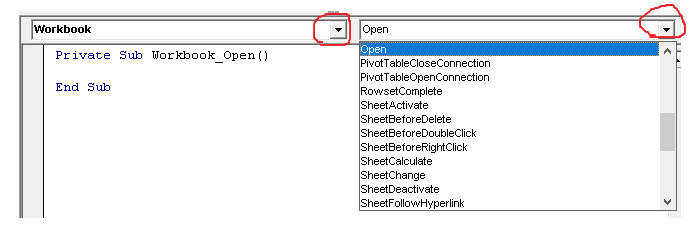 Workbook
Open
Private Sub Workbook_Open()
End Sub
Open
PivotTableCloseConnection
PivotTableOpenConnection
RowsetComplete
SheetActivate
SheetBeforeDelete
SheetBeforeDoubleClick
SheetBeforeRightClick
SheetCalculate
SheetChange
SheetDeactivate
SheetFollowHyperlink